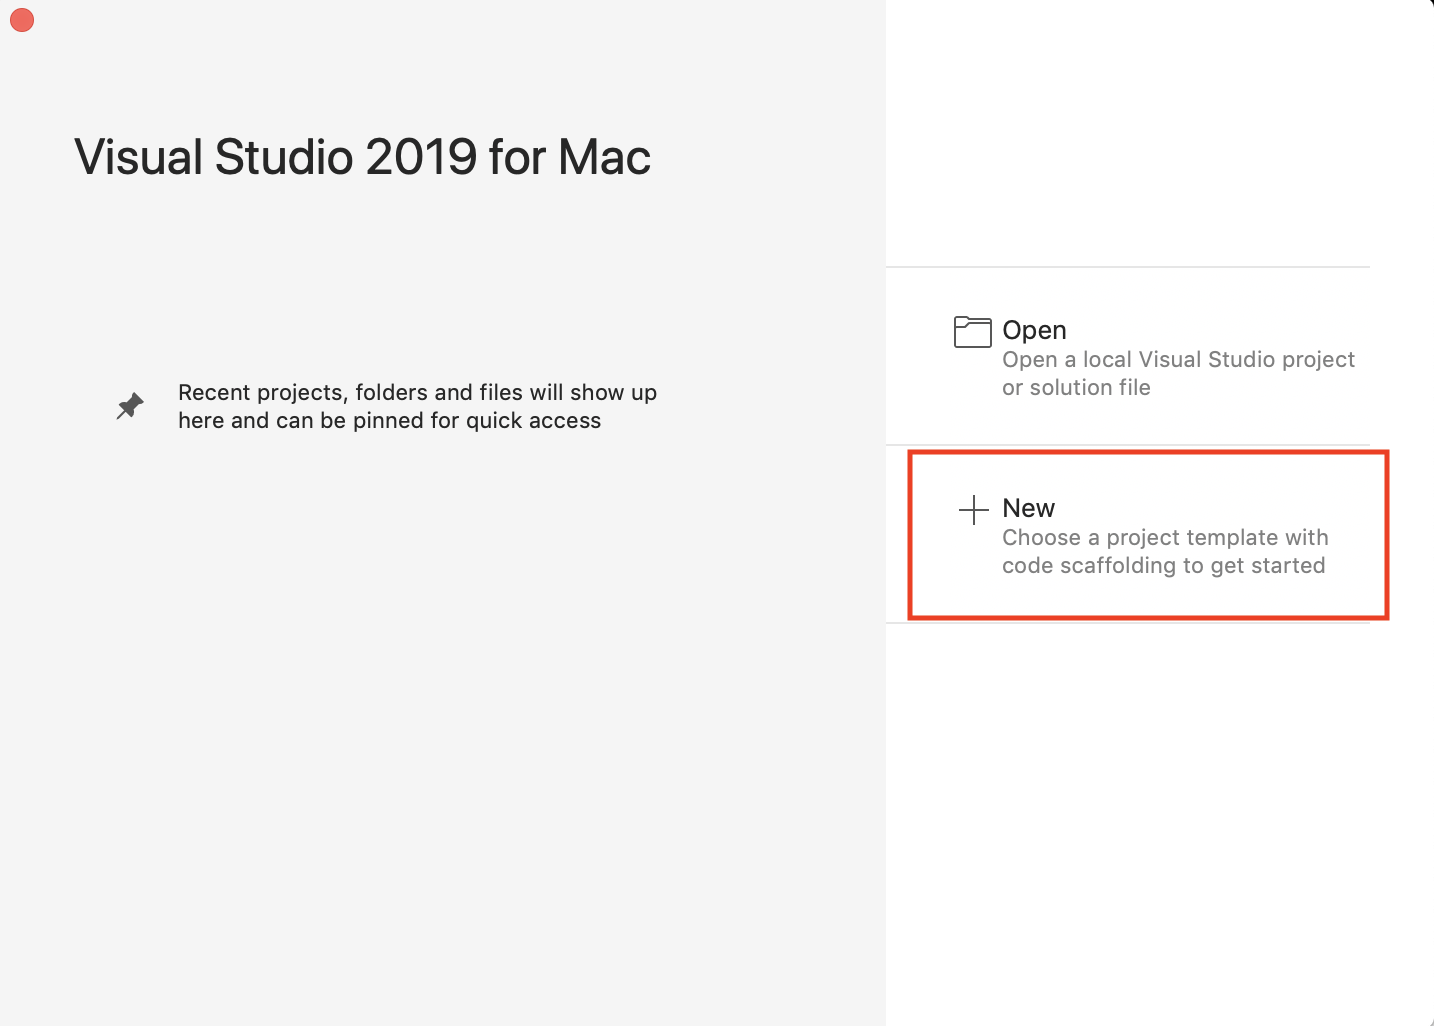 Visual Studio 2019 for Mac
Recent projects, folders and files will show up
here and can be pinned for quick access
Open
Open a local Visual Studio project
or solution file
New
Choose a project template with
code scaffolding to get started